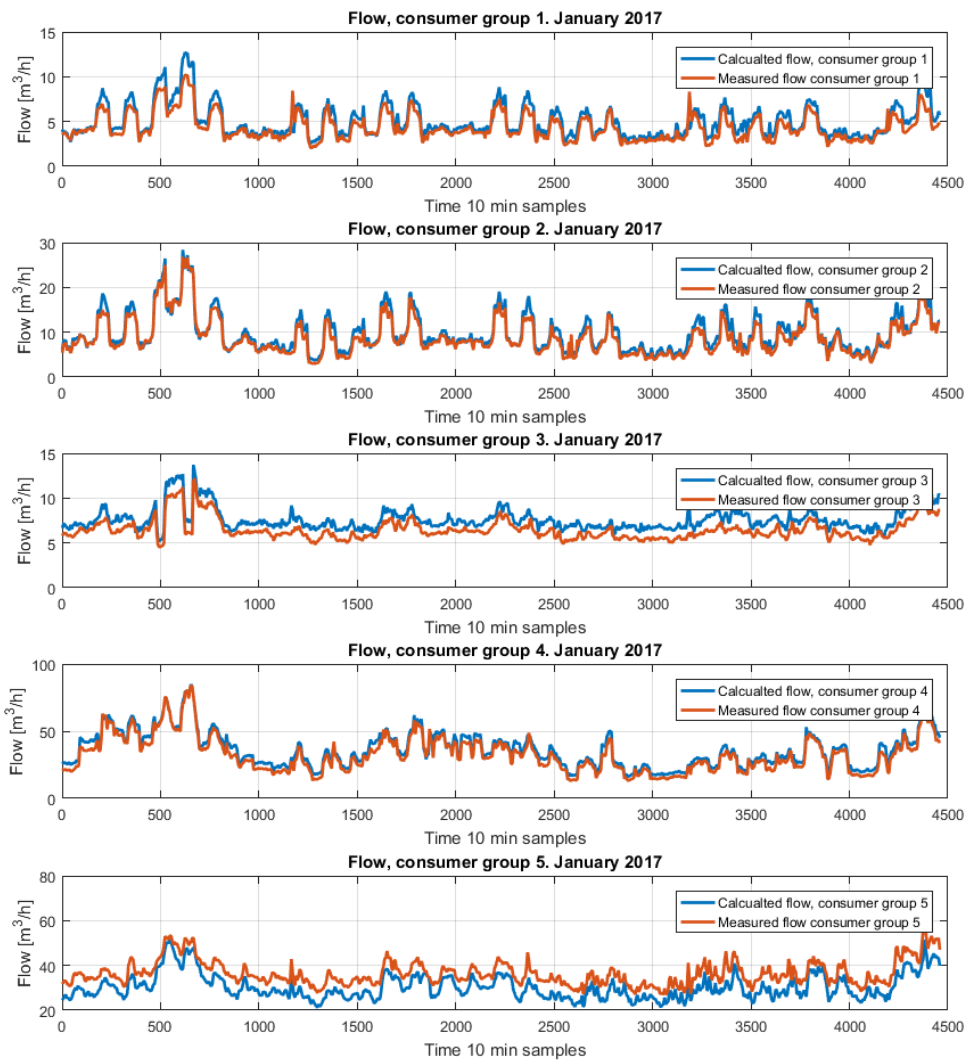 Flow, consumer group 1. January 2017
Flow [m³/h]
15
10
5
0
Calcualted flow, consumer group 1
Measured flow consumer group 1
0 500 1000 1500 2000 2500 3000 3500 4000 4500
Time 10 min samples
Flow, consumer group 2. January 2017
Flow [m³/h]
30
20
10
0
Calcualted flow, consumer group 2
Measured flow consumer group 2
0 500 1000 1500 2000 2500 3000 3500 4000 4500
Time 10 min samples
Flow, consumer group 3. January 2017
Flow [m³/h]
15
10
5
0
Calcualted flow, consumer group 3
Measured flow consumer group 3
0 500 1000 1500 2000 2500 3000 3500 4000 4500
Time 10 min samples
Flow, consumer group 4. January 2017
Flow [m³/h]
100
50
0
Calcualted flow, consumer group 4
Measured flow consumer group 4
0 500 1000 1500 2000 2500 3000 3500 4000 4500
Time 10 min samples
Flow, consumer group 5. January 2017
Flow [m³/h]
80
60
40
20
Calcualted flow, consumer group 5
Measured flow consumer group 5
0 500 1000 1500 2000 2500 3000 3500 4000 4500
Time 10 min samples